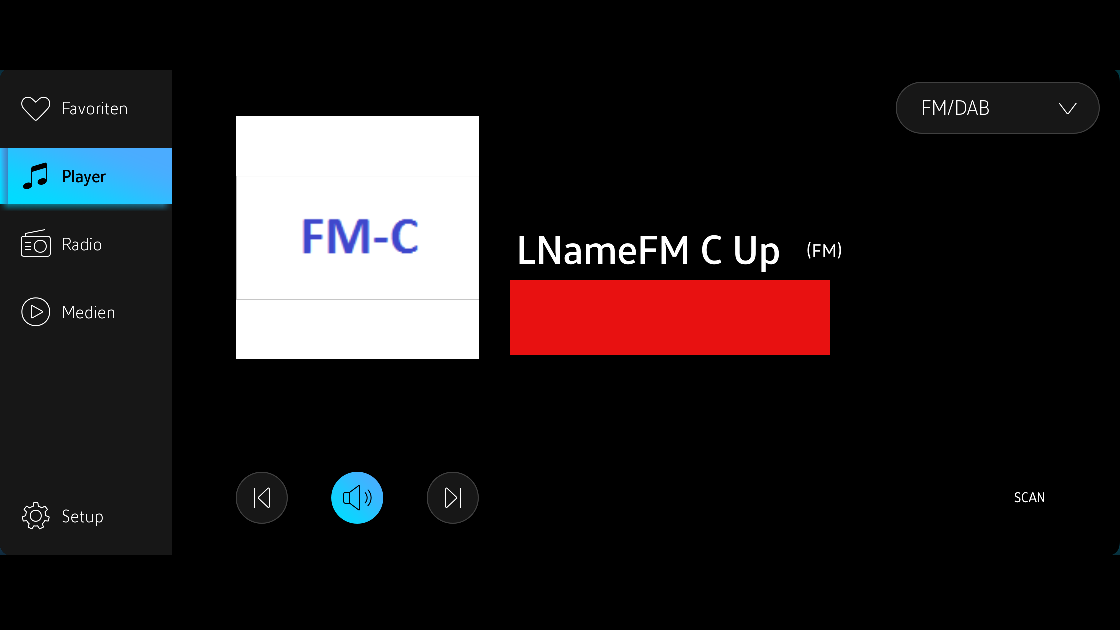 Favoriten
Player
Radio
Medien
Setup
FM/DAB
FM-C
LNameFM C Up (FM)
SCAN